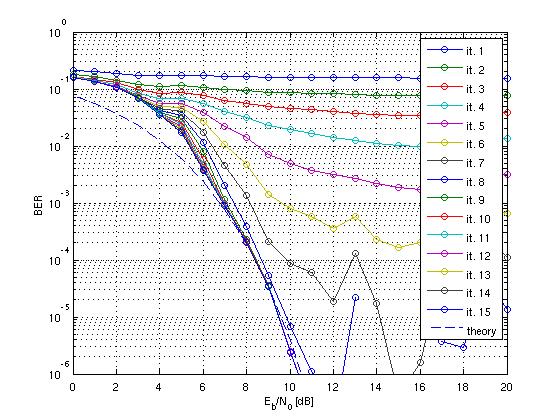 10^0
10^-1
10^-2
10^-3
10^-4
10^-5
10^-6
BER
0 2 4 6 8 10 12 14 16 18 20
E_b/N_0 [dB]
it. 1
it. 2
it. 3
it. 4
it. 5
it. 6
it. 7
it. 8
it. 9
it. 10
it. 11
it. 12
it. 13
it. 14
it. 15
theory